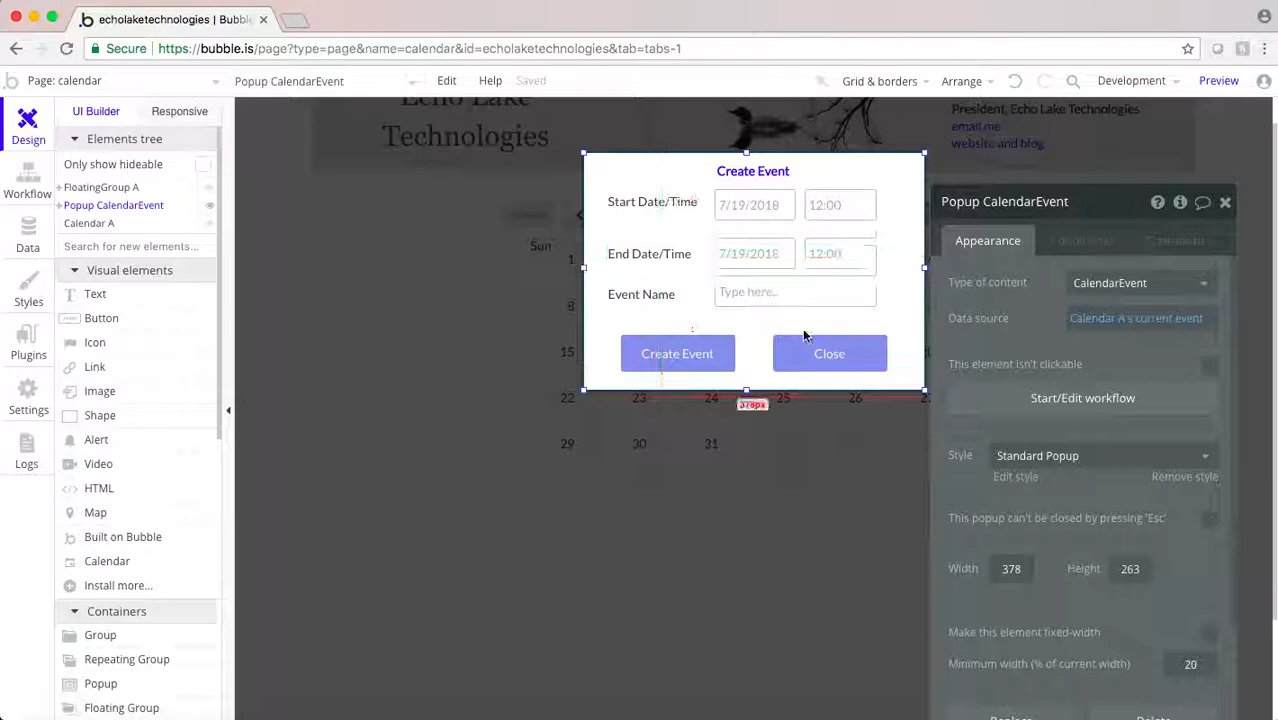 echolaketechnologies | Bubble
Secure https://bubble.is/page?type=page&name=calendar&id=echolaketechnologies&tab=tabs-1
Page: calendar
Popup CalendarEvent
Edit
Help
Saved
Grid & borders
Arrange
Development
Preview
UI Builder
Responsive
Design
Workflow
Data
Styles
Plugins
Settings
Logs
Elements tree
Only show hideable
FloatingGroup A
Popup CalendarEvent
Calendar A
Search for new elements...
Visual elements
Text
Button
Icon
Link
Image
Shape
Alert
Video
HTML
Map
Built on Bubble
Calendar
Install more...
Containers
Group
Repeating Group
Popup
Floating Group
Echo Lake
Technologies
President, Echo Lake Technologies
email me
website and blog
Create Event
Start Date/Time 7/19/2018 12:00
End Date/Time 7/19/2018 12:00
Event Name Type here...
Create Event
Close
378px
Sun
1
8
15
22 23 24 25 26
29 30 31
Popup CalendarEvent
Appearance
Type of content CalendarEvent
Data source Calendar A's current event
This element isn't clickable
Start/Edit workflow
Style Standard Popup
Edit style Remove style
This popup can't be closed by pressing 'Esc'
Width 378 Height 263
Make this element fixed-width
Minimum width (% of current width) 20